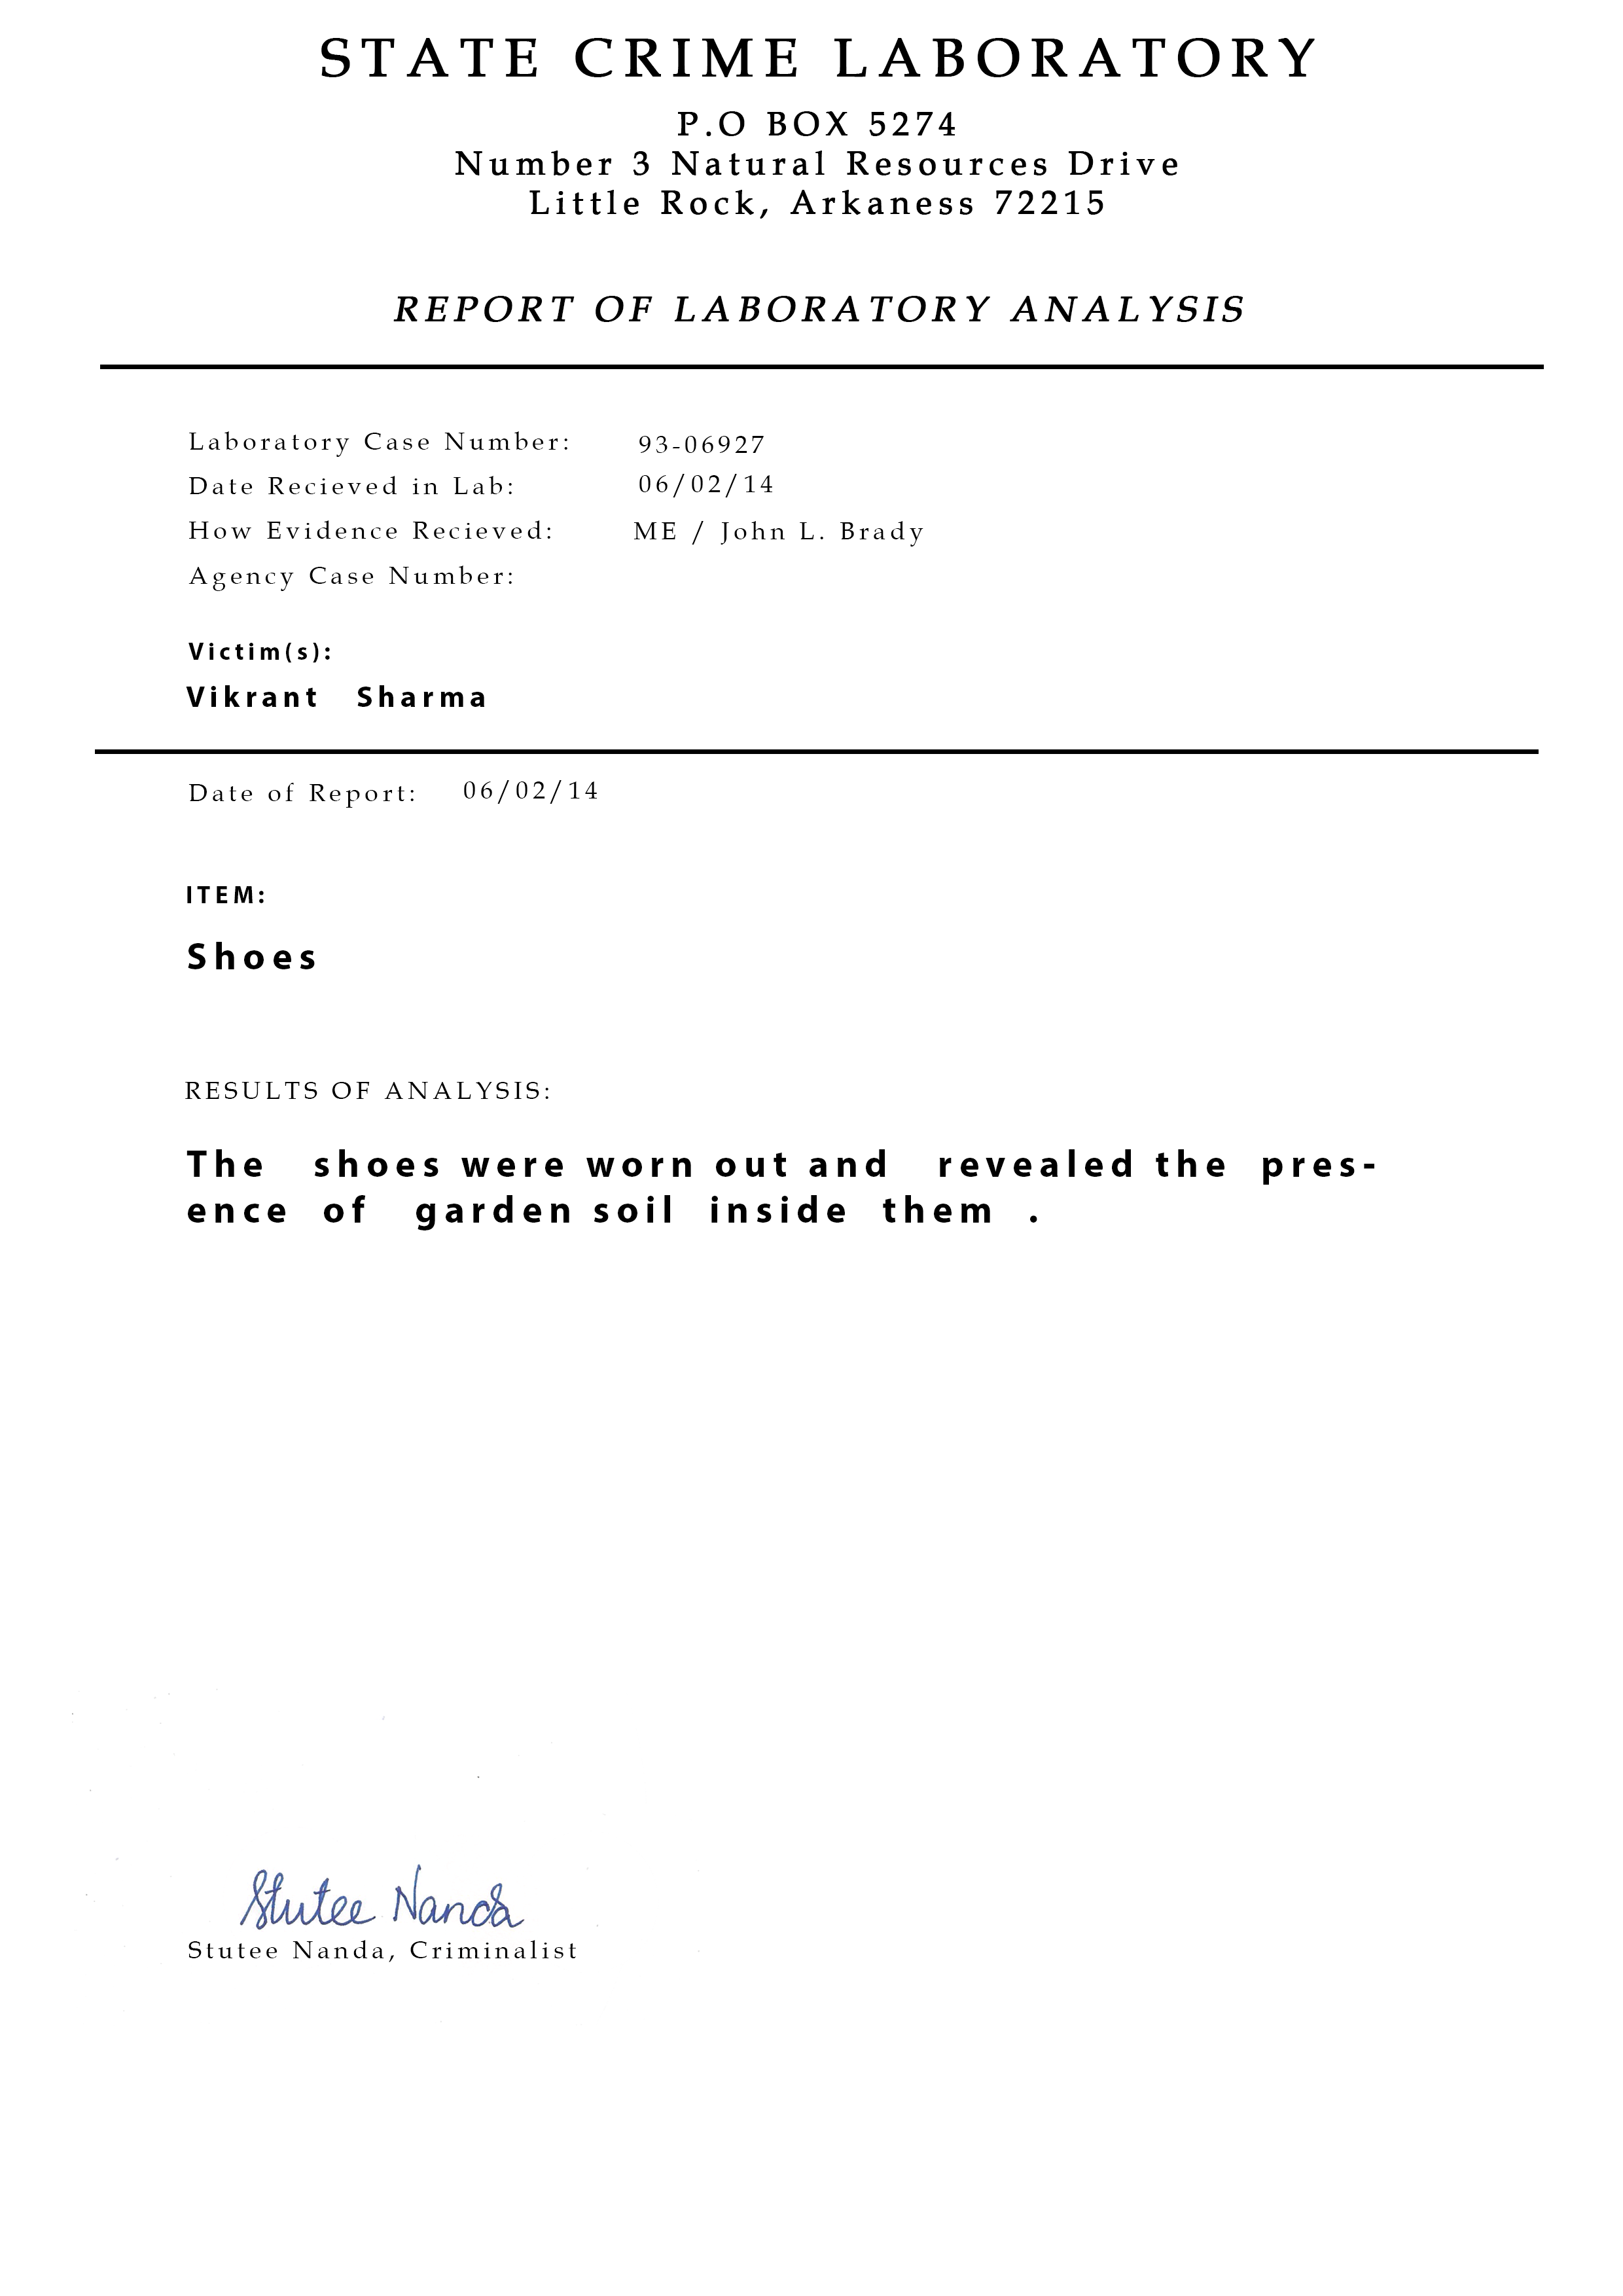 STATE CRIME LABORATORY
P.O BOX 5274
Number 3 Natural Resources Drive
Little Rock, Arkaness 72215
REPORT OF LABORATORY ANALYSIS
Laboratory Case Number: 93-06927
Date Recieved in Lab: 06/02/14
How Evidence Recieved: ME / John L. Brady
Agency Case Number:
Victim(s):
Vikrant Sharma
Date of Report: 06/02/14
ITEM:
Shoes
RESULTS OF ANALYSIS:
The shoes were worn out and revealed the pres-
ence of garden soil inside them .
Stutee Nanda
Stutee Nanda, Criminalist